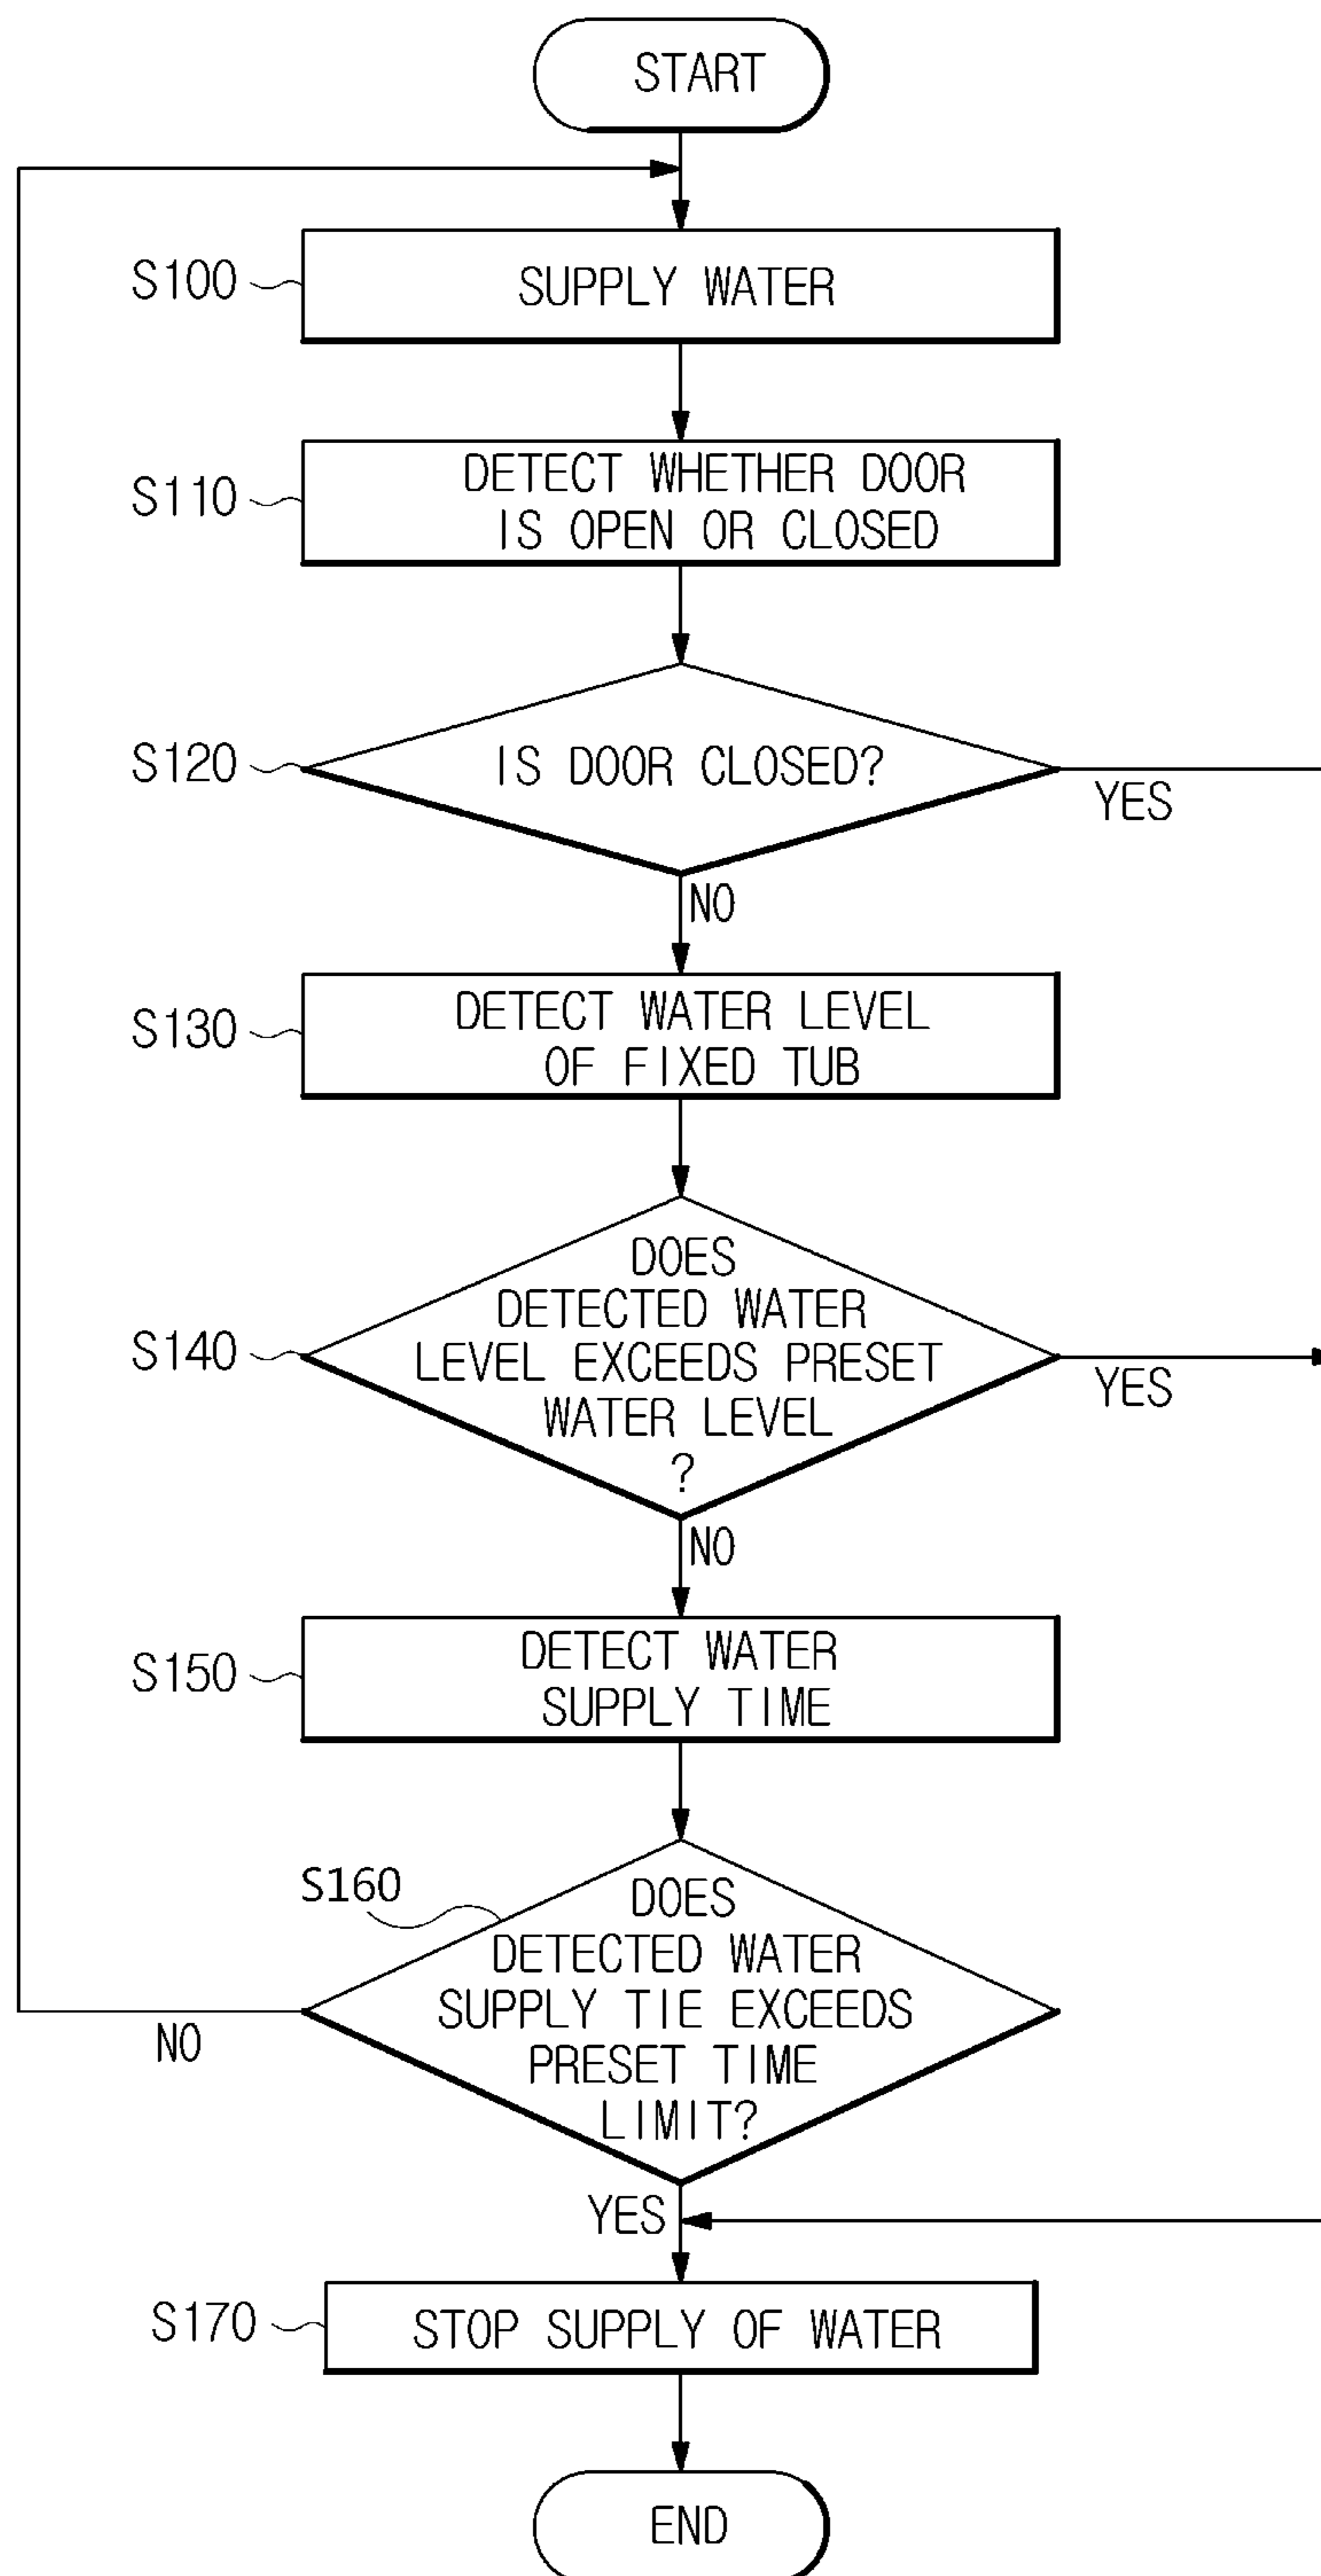 START
S100
SUPPLY WATER
S110
DETECT WHETHER DOOR
IS OPEN OR CLOSED
S120
IS DOOR CLOSED?
YES
NO
S130
DETECT WATER LEVEL
OF FIXED TUB
S140
DOES
DETECTED WATER
LEVEL EXCEEDS PRESET
WATER LEVEL
?
YES
NO
S150
DETECT WATER
SUPPLY TIME
S160
DOES
DETECTED WATER
SUPPLY TIE EXCEEDS
PRESET TIME
LIMIT?
NO
YES
S170
STOP SUPPLY OF WATER
END